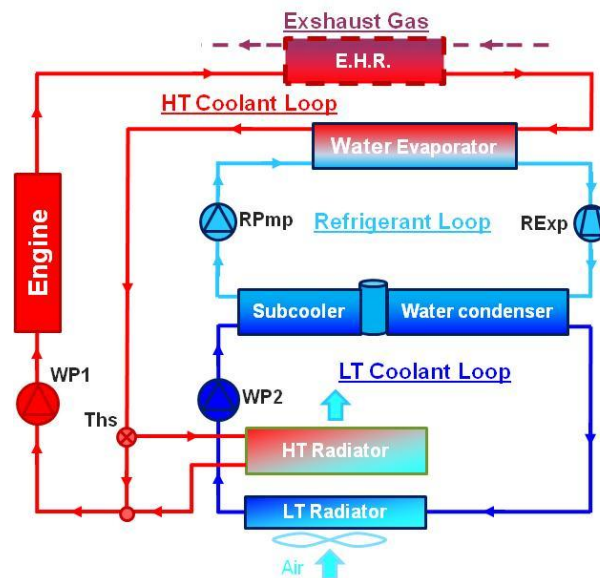 Exshaust Gas
E.H.R.
HT Coolant Loop
Water Evaporator
RPmp
Refrigerant Loop
RExp
Engine
Subcooler
Water condenser
WP1
WP2
LT Coolant Loop
Ths
HT Radiator
LT Radiator
Air